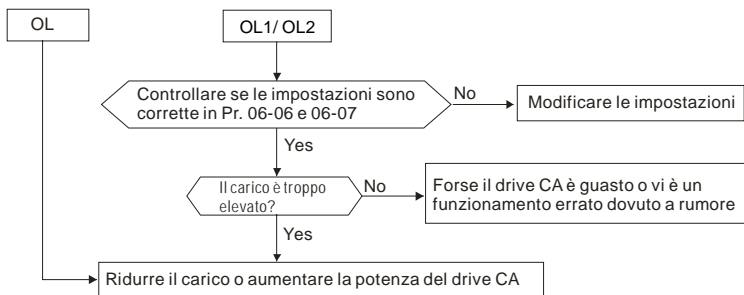 OL
OL1/ OL2
Controllare se le impostazioni sono
corrette in Pr. 06-06 e 06-07
No
Modificare le impostazioni
Yes
Il carico è troppo
elevato?
No
Forse il drive CA è guasto o vi è un
funzionamento errato dovuto a rumore
Yes
Ridurre il carico o aumentare la potenza del drive CA